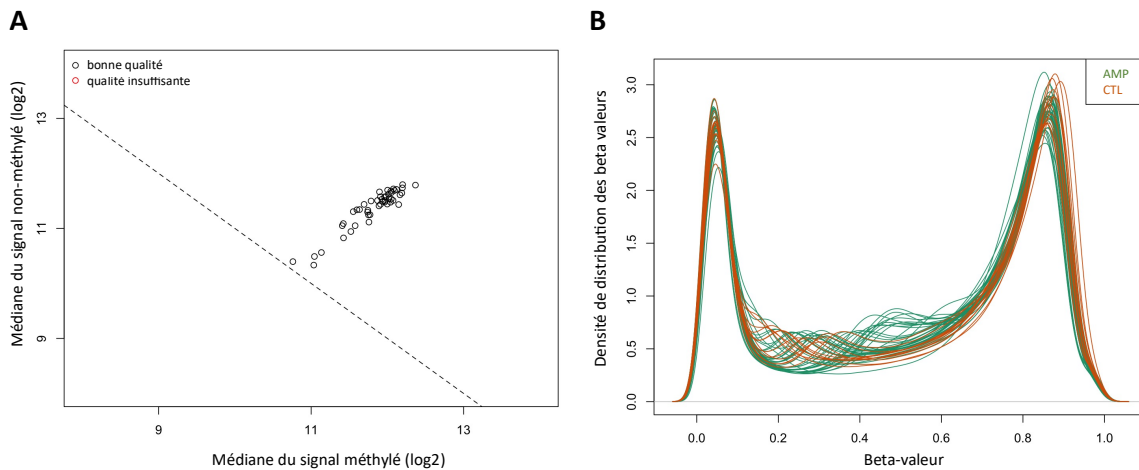 A
bonne qualité
qualité insuffisante
Médiane du signal non-méthylé (log2)
13
11
9
9
11
13
Médiane du signal méthylé (log2)
B
AMP
CTL
Densité de distribution des beta valeurs
3.0
2.5
2.0
1.5
1.0
0.5
0.0
0.0
0.2
0.4
0.6
0.8
1.0
Beta-valeur